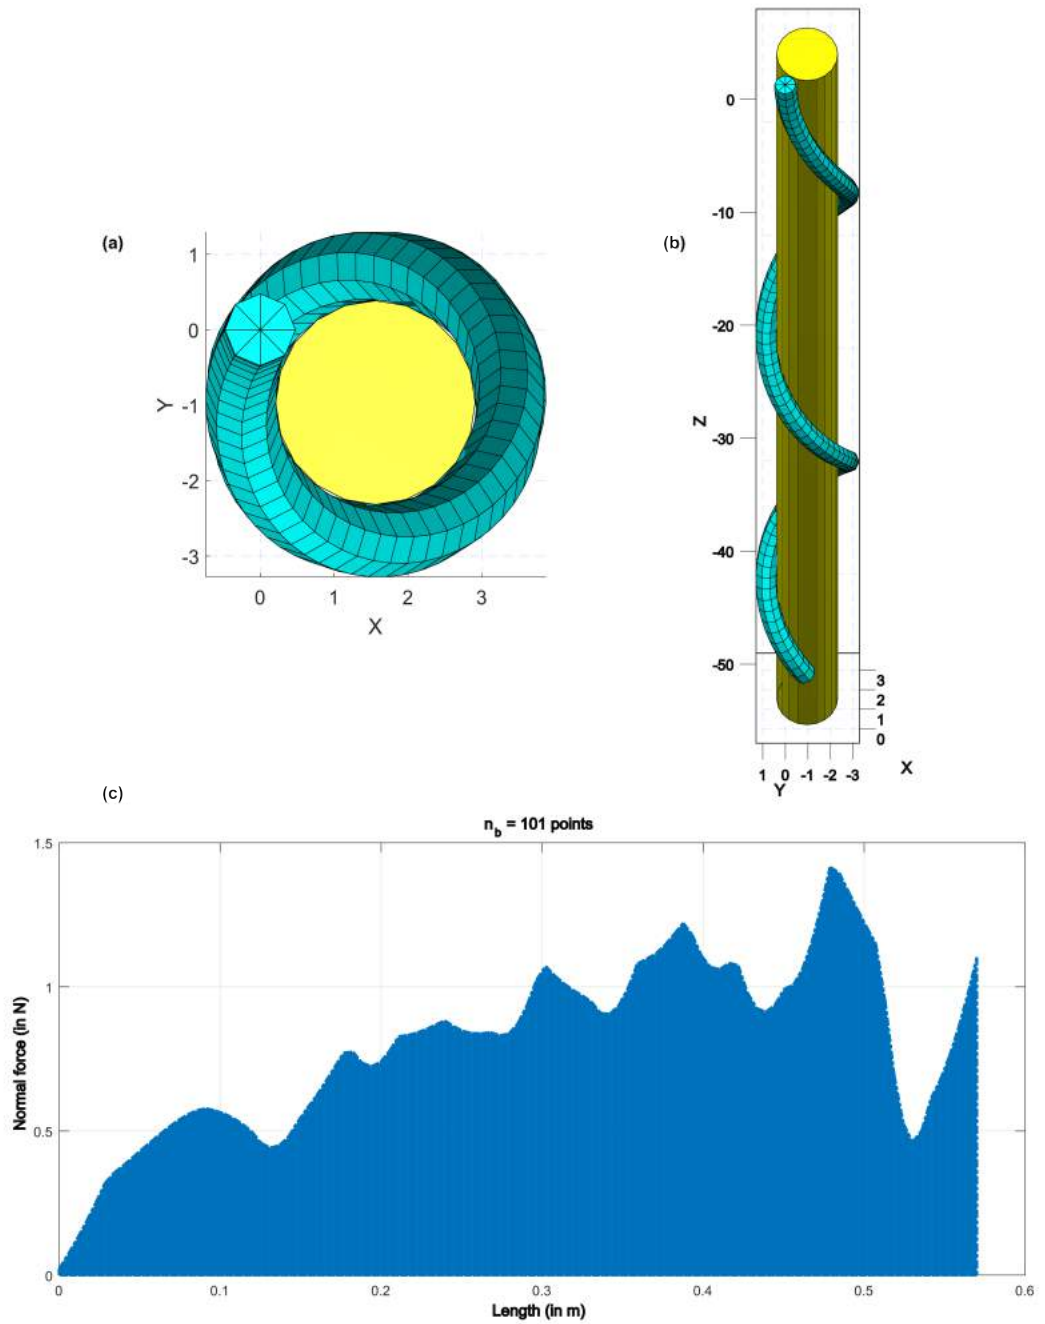 (a)
1
0
-1
-2
-3
Y
0 1 2 3
X
(b)
0
-10
-20
-30
-40
-50
Z
3
2
1
0
X
1 0 -1 -2 -3
Y
(c)
n_b = 101 points
1.5
1
0.5
0
Normal force (in N)
0 0.1 0.2 0.3 0.4 0.5 0.6
Length (in m)